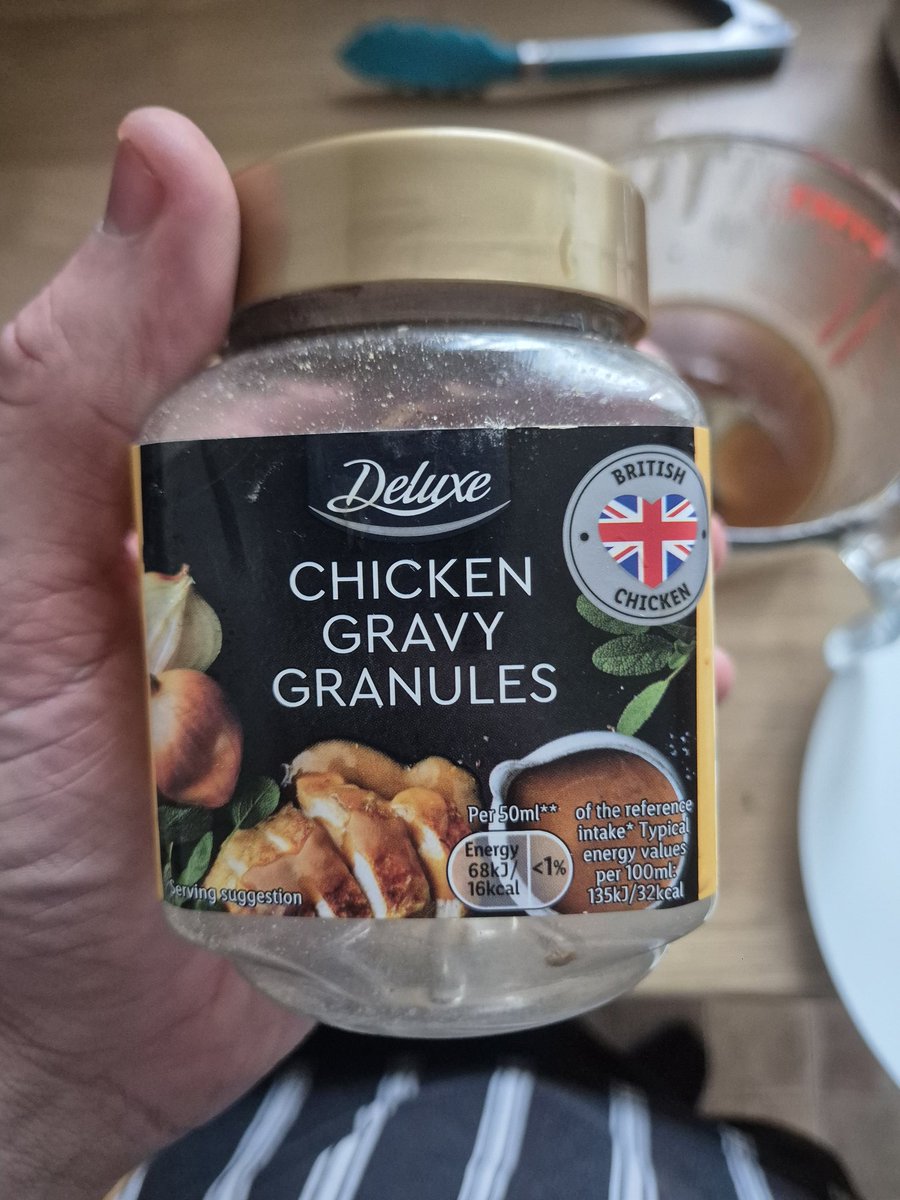 Deluxe
BRITISH
CHICKEN
CHICKEN
GRAVY
GRANULES
Per 50ml**
Energy
68kJ/
16kcal
<1%
of the reference
intake* Typical
energy values
per 100ml:
135kJ/32kcal
Serving suggestion